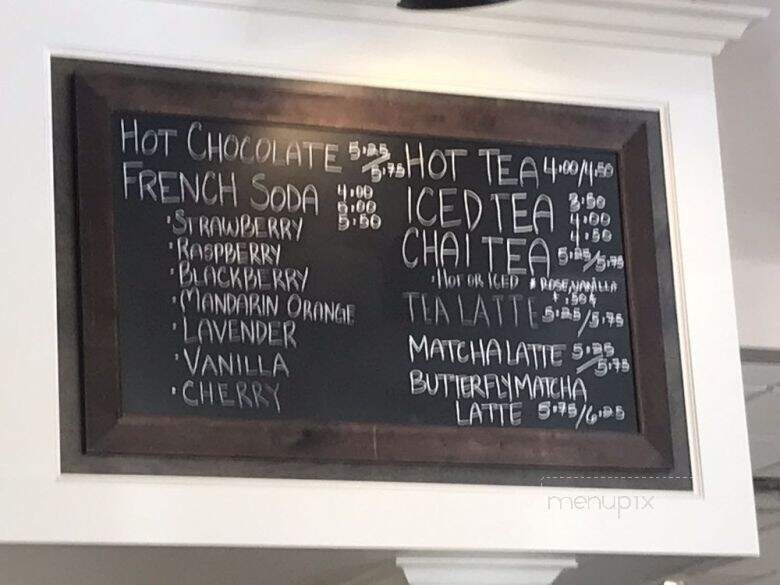 HOT CHOCOLATE 5.25/5.75
FRENCH SODA 4.00
5.00
5.50
• STRAWBERRY
• RASPBERRY
• BLACKBERRY
• MANDARIN ORANGE
• LAVENDER
• VANILLA
• CHERRY
HOT TEA 4.00/4.50
ICED TEA 3.50
4.00
4.50
CHAI TEA 5.25/5.75
• HOT OR ICED • ROSE, VANILLA
+ .50¢
TEA LATTE 5.25/5.75
MATCHA LATTE 5.25/5.75
BUTTERFLY MATCHA
LATTE 5.75/6.25
menupix